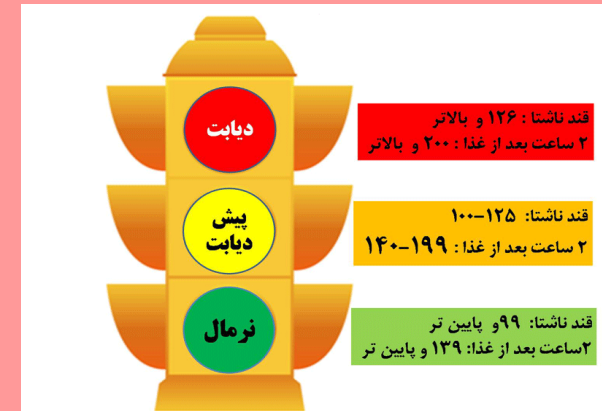 دیابت
قند ناشتا : ۱۲۶ و بالاتر
۲ ساعت بعد از غذا : ۲۰۰ و بالاتر
پیش
دیابت
قند ناشتا: ۱۲۵-۱۰۰
۲ ساعت بعد از غذا : ۱۹۹-۱۴۰
نرمال
قند ناشتا: ۹۹و پایین تر
۲ساعت بعد از غذا: ۱۳۹ و پایین تر